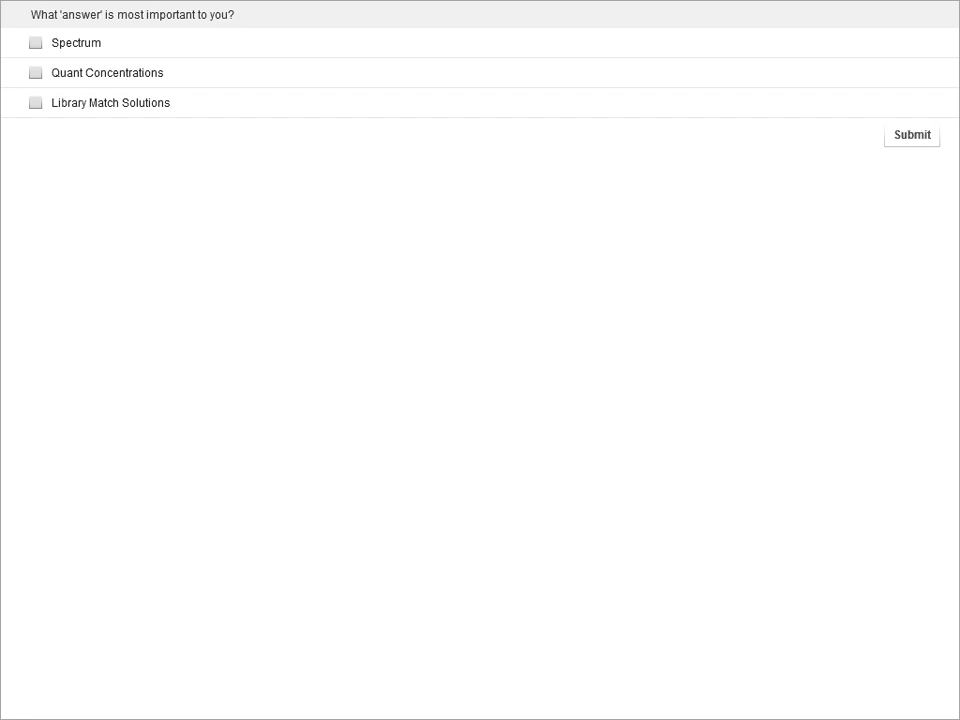 What 'answer' is most important to you?
Spectrum
Quant Concentrations
Library Match Solutions
Submit